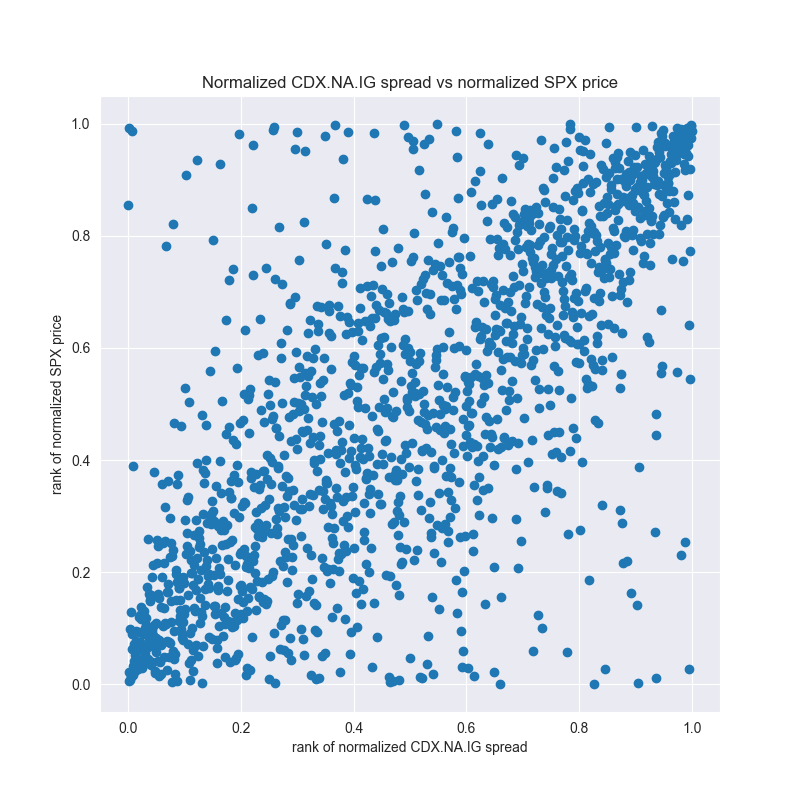 Normalized CDX.NA.IG spread vs normalized SPX price
1.0
0.8
0.6
0.4
0.2
0.0
rank of normalized SPX price
0.0 0.2 0.4 0.6 0.8 1.0
rank of normalized CDX.NA.IG spread